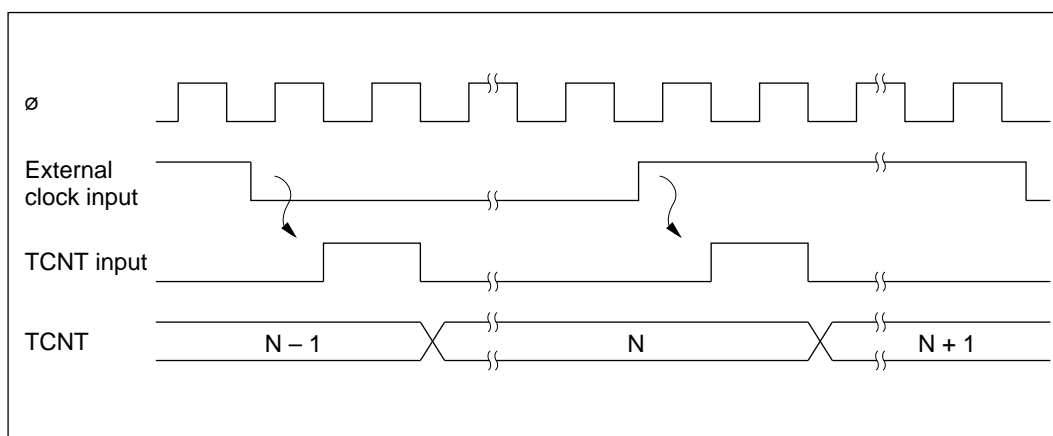 ø
External
clock input
TCNT input
TCNT
N – 1
N
N + 1